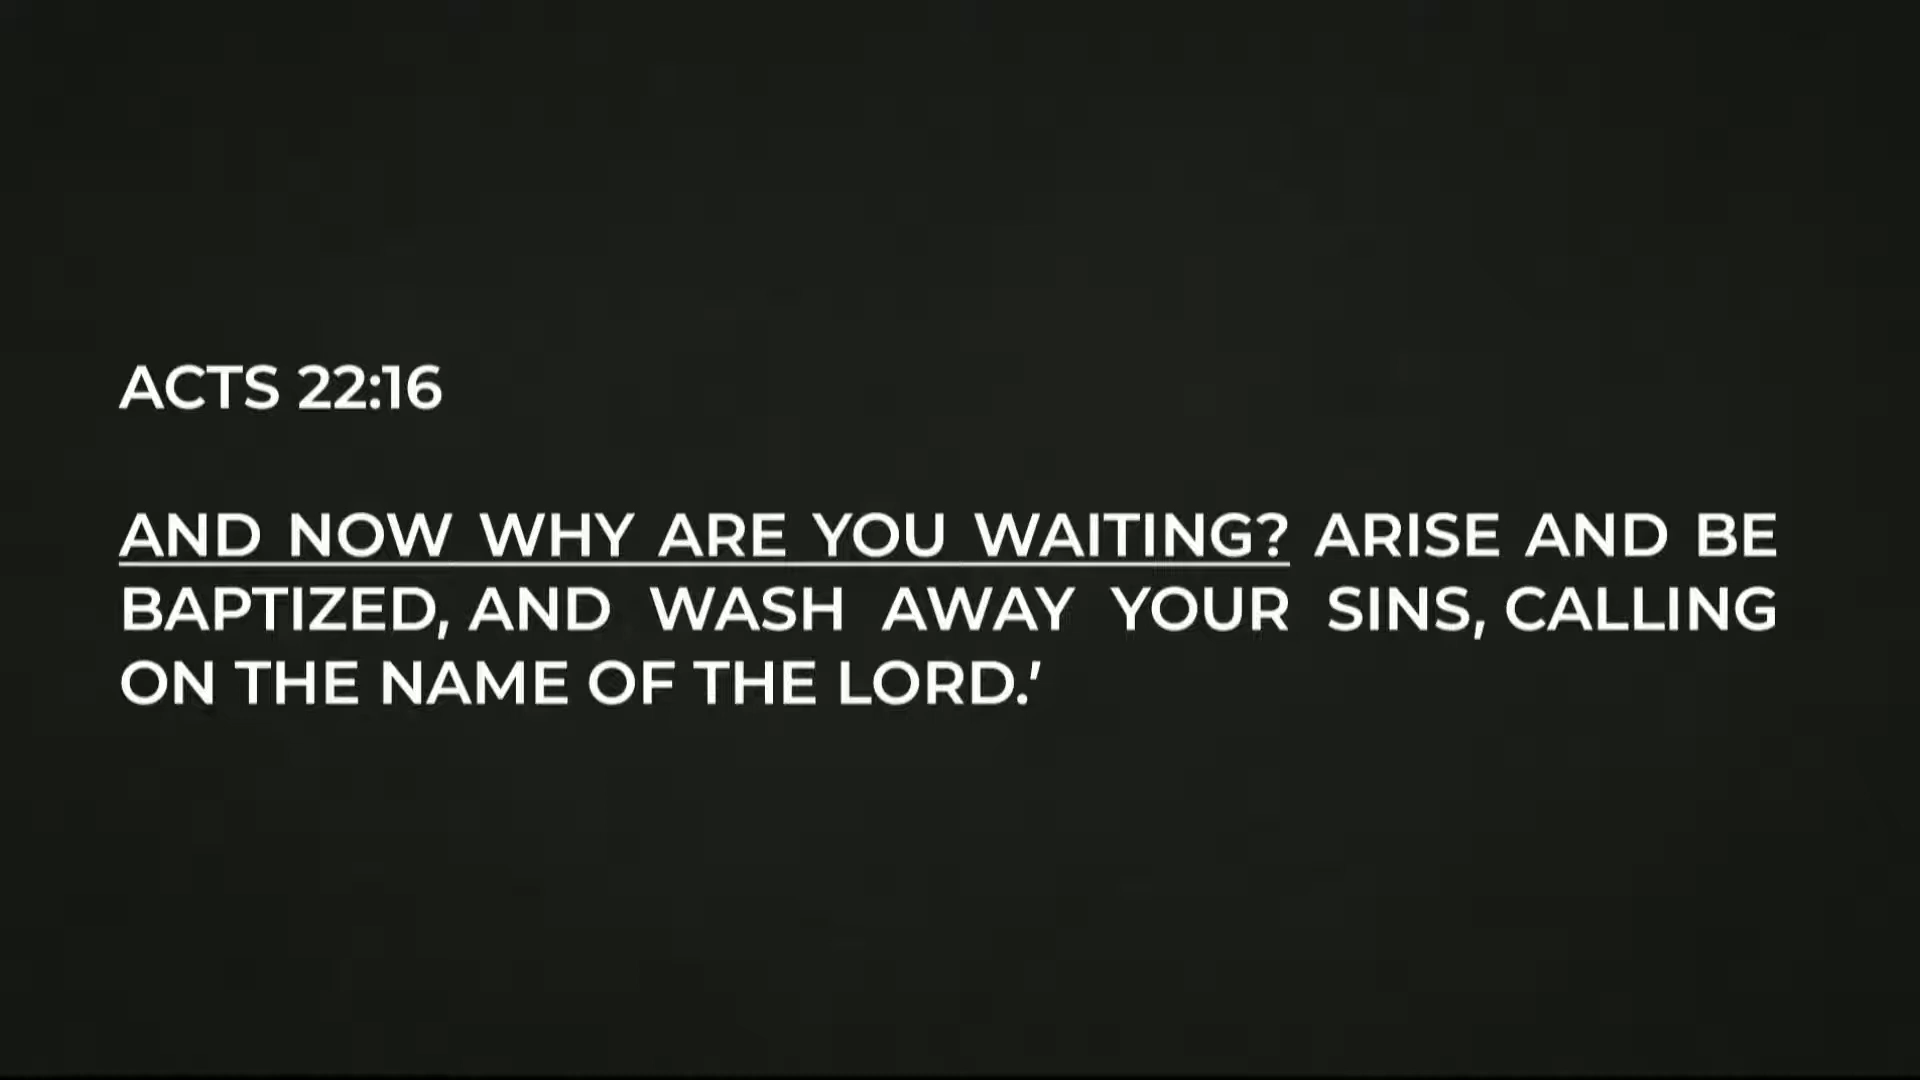 ACTS 22:16
AND NOW WHY ARE YOU WAITING? ARISE AND BE
BAPTIZED, AND WASH AWAY YOUR SINS, CALLING
ON THE NAME OF THE LORD.'